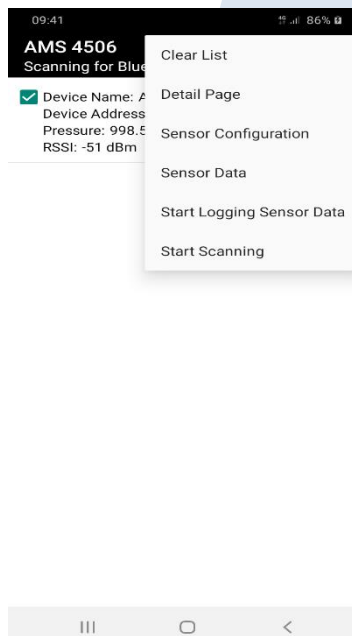 09:41
86%
AMS 4506
Scanning for Blue
Clear List
Detail Page
Sensor Configuration
Sensor Data
Start Logging Sensor Data
Start Scanning
Device Name: A
Device Address
Pressure: 998.5
RSSI: -51 dBm